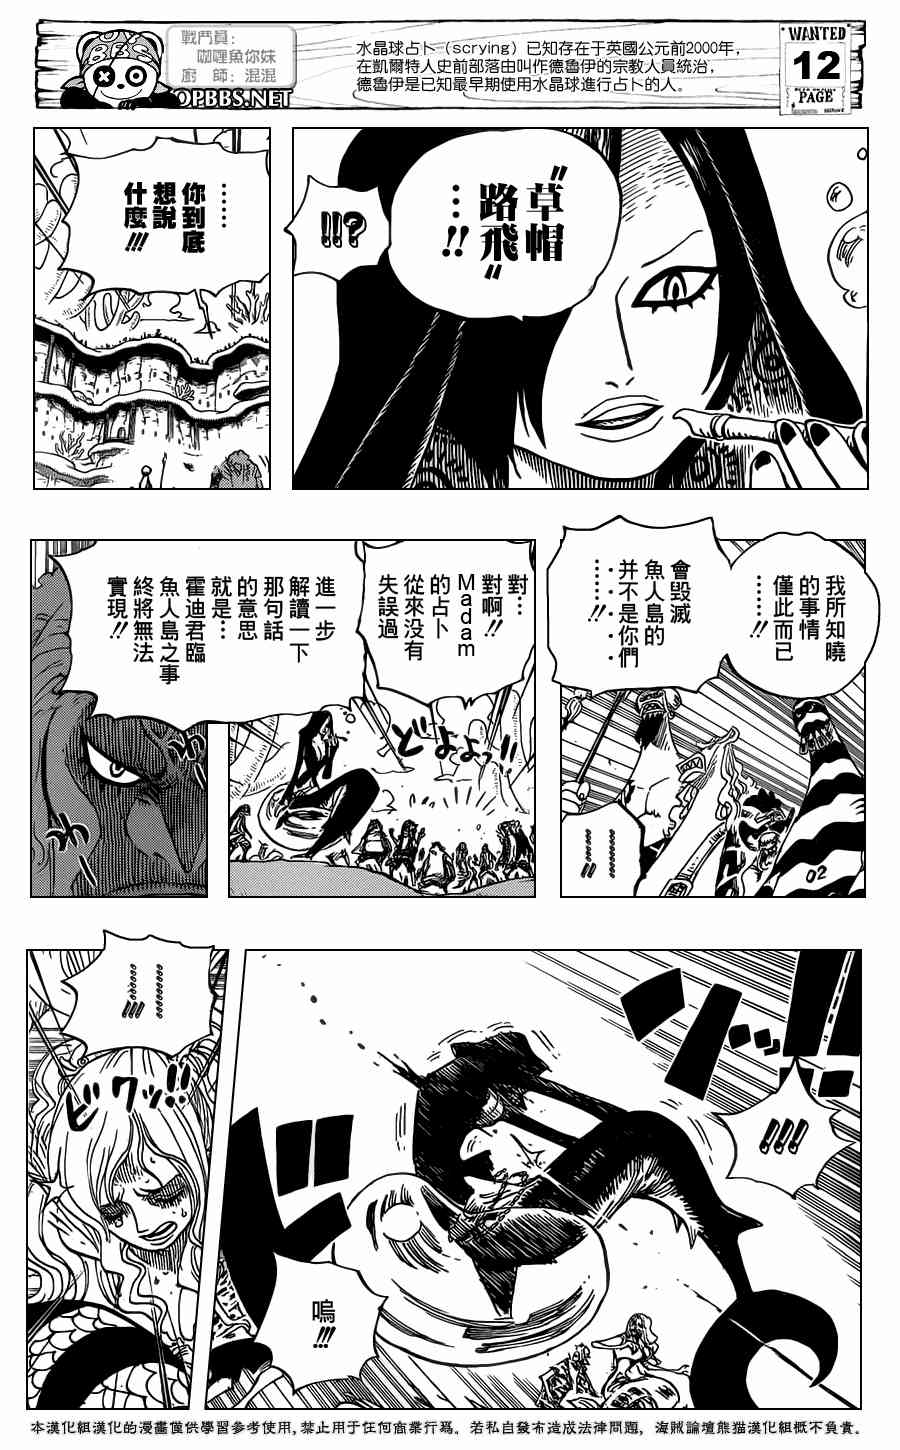 戰鬥員：
咖喱魚你妹
廚　師：混混
OPBBS.NET
水晶球占卜（scrying）已知存在于英國公元前2000年，
在凱爾特人史前部落由叫作德魯伊的宗教人員統治，
德魯伊是已知最早期使用水晶球進行占卜的人。
WANTED
12
PAGE
"草帽
路飛"
…!!
!!?
……
你到底
想說
什麼!!!
我所知曉
的事情
僅此而已
……!!
會毀滅
魚人島的
并不是你們
……
!!
對…
對啊!!
Madam
的占卜
從來沒有
失誤過
進一步
解讀一下
那句話
的意思
就是…
霍迪君臨
魚人島之事
終將無法
實現!!
どよよっ!!
わわ
わわ
02
!!!
嗚
!!!
……
……!!!
ビクッ!!
本漢化組漢化的漫畫僅供學習參考使用,禁止用于任何商業行爲。若私自發布造成法律問題，海賊論壇熊猫漢化組概不負責。